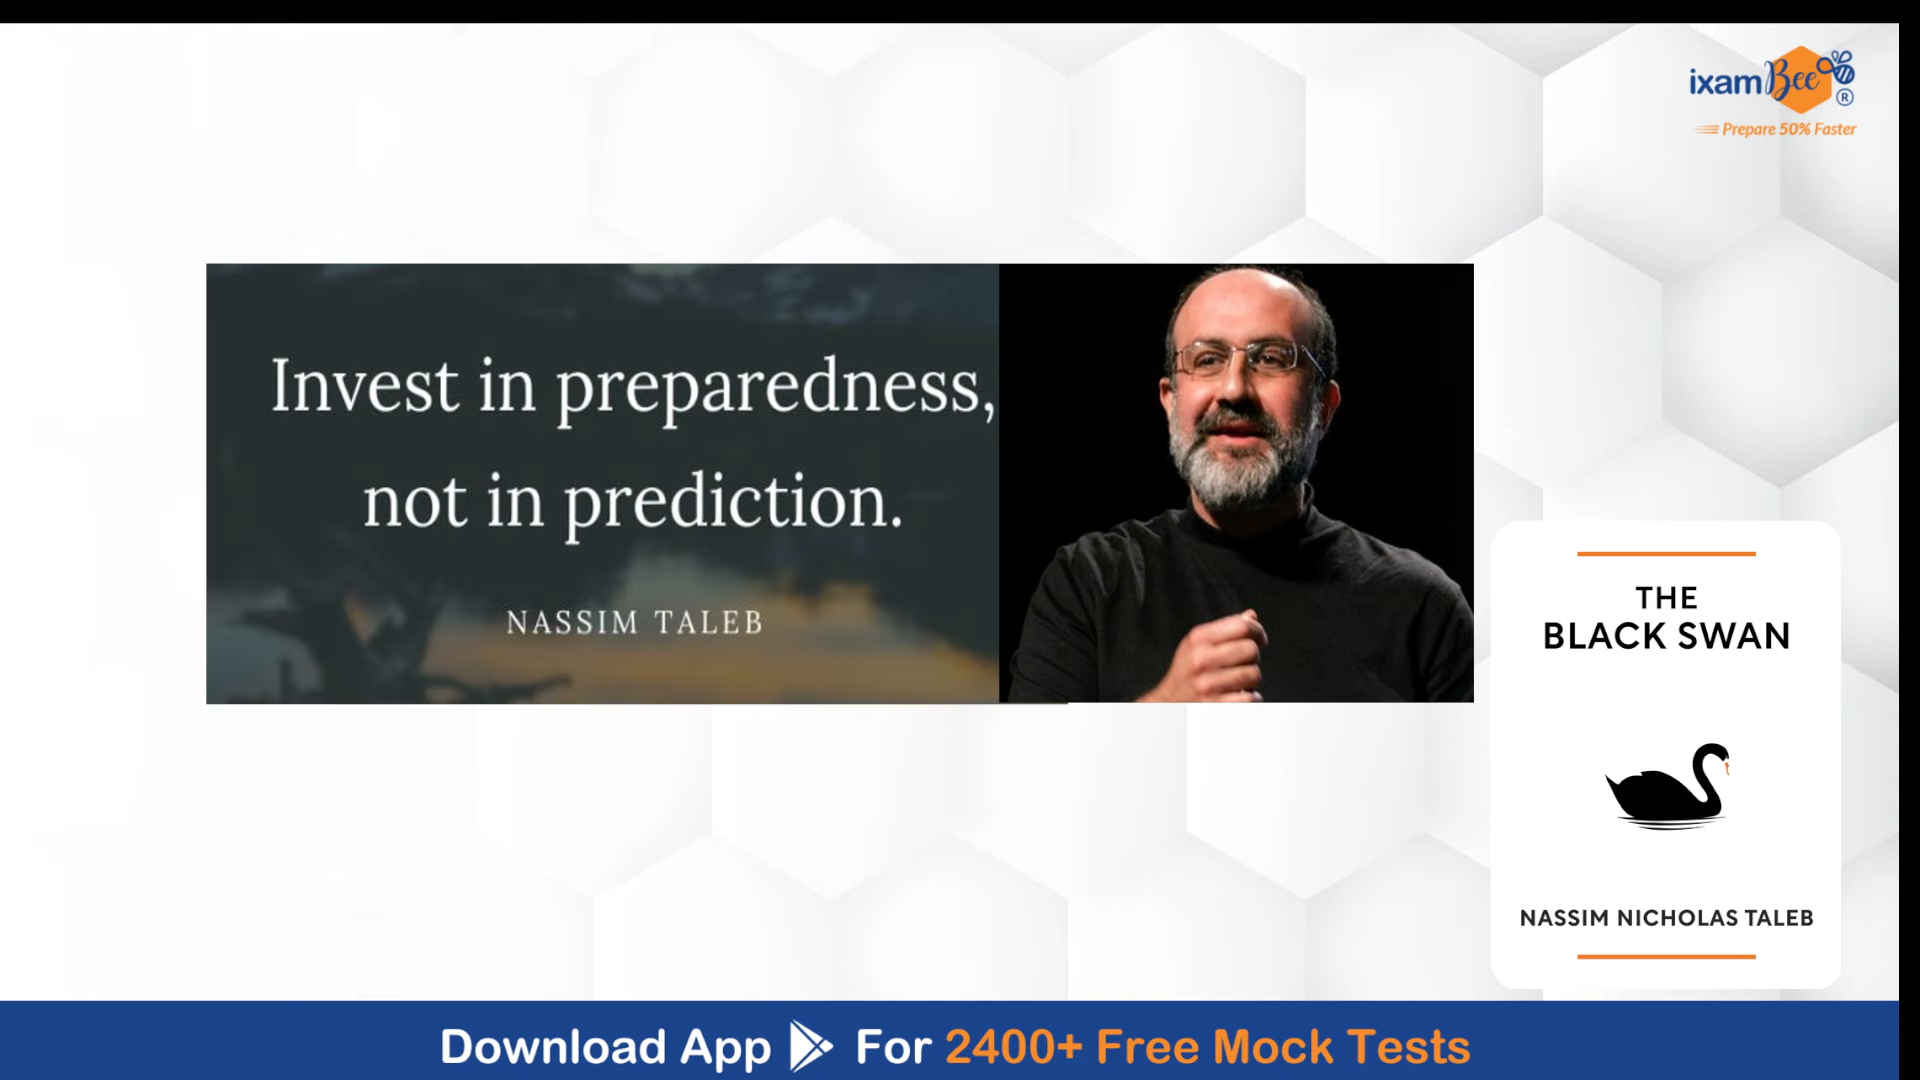 ixamBee®
Prepare 50% Faster
Invest in preparedness,
not in prediction.
NASSIM TALEB
THE
BLACK SWAN
NASSIM NICHOLAS TALEB
Download App For 2400+ Free Mock Tests